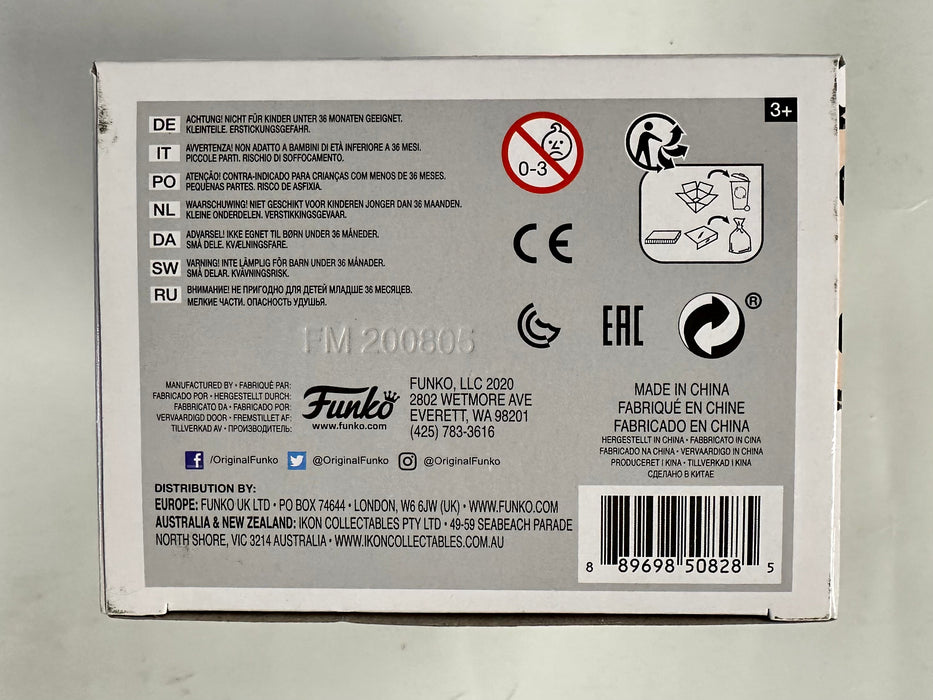 3+
DE ACHTUNG! NICHT FÜR KINDER UNTER 36 MONATEN GEEIGNET.
KLEINTEILE. ERSTICKUNGSGEFAHR.
IT AVVERTENZA! NON ADATTO A BAMBINI DI ETÀ INFERIORE A 36 MESI.
PICCOLE PARTI. RISCHIO DI SOFFOCAMENTO.
PO ATENÇÃO! CONTRA-INDICADO PARA CRIANÇAS COM MENOS DE 36 MESES.
PEQUENAS PARTES. RISCO DE ASFIXIA.
NL WAARSCHUWING! NIET GESCHIKT VOOR KINDEREN JONGER DAN 36 MAANDEN.
KLEINE ONDERDELEN. VERSTIKKINGSGEVAAR.
DA ADVARSEL! IKKE EGNET TIL BØRN UNDER 36 MÅNEDER.
SMÅ DELE. KVÆLNINGSFARE.
SW VARNING! INTE LÄMPLIG FÖR BARN UNDER 36 MÅNADER.
SMÅ DELAR. KVÄVNINGSRISK.
RU ВНИМАНИЕ! НЕ ПРИГОДНО ДЛЯ ДЕТЕЙ МЛАДШЕ 36 МЕСЯЦЕВ.
МЕЛКИЕ ЧАСТИ. ОПАСНОСТЬ УДУШЬЯ.
0-3
CE
EAC
®
FM 200805
MANUFACTURED BY • FABRIQUÉ PAR:
FABRICADO POR • HERGESTELLT DURCH:
FABBRICATO DA • FABRICADO POR:
VERVAARDIGD DOOR • FREMSTILLET AF:
TILLVERKAD AV • ПРОИЗВОДИТЕЛЬ:
Funko
www.funko.com
FUNKO, LLC 2020
2802 WETMORE AVE
EVERETT, WA 98201
(425) 783-3616
MADE IN CHINA
FABRIQUÉ EN CHINE
FABRICADO EN CHINA
HERGESTELLT IN CHINA • FABBRICATO IN CINA
FABRICADO NA CHINA • VERVAARDIGD IN CHINA
PRODUCERET I KINA • TILLVERKAD I KINA
СДЕЛАНО В КИТАЕ
f /OriginalFunko @OriginalFunko @OriginalFunko
DISTRIBUTION BY:
EUROPE: FUNKO UK LTD • PO BOX 74644 • LONDON, W6 6JW (UK) • WWW.FUNKO.COM
AUSTRALIA & NEW ZEALAND: IKON COLLECTABLES PTY LTD • 49-59 SEABEACH PARADE
NORTH SHORE, VIC 3214 AUSTRALIA • WWW.IKONCOLLECTABLES.COM.AU
8 89698 50828 5